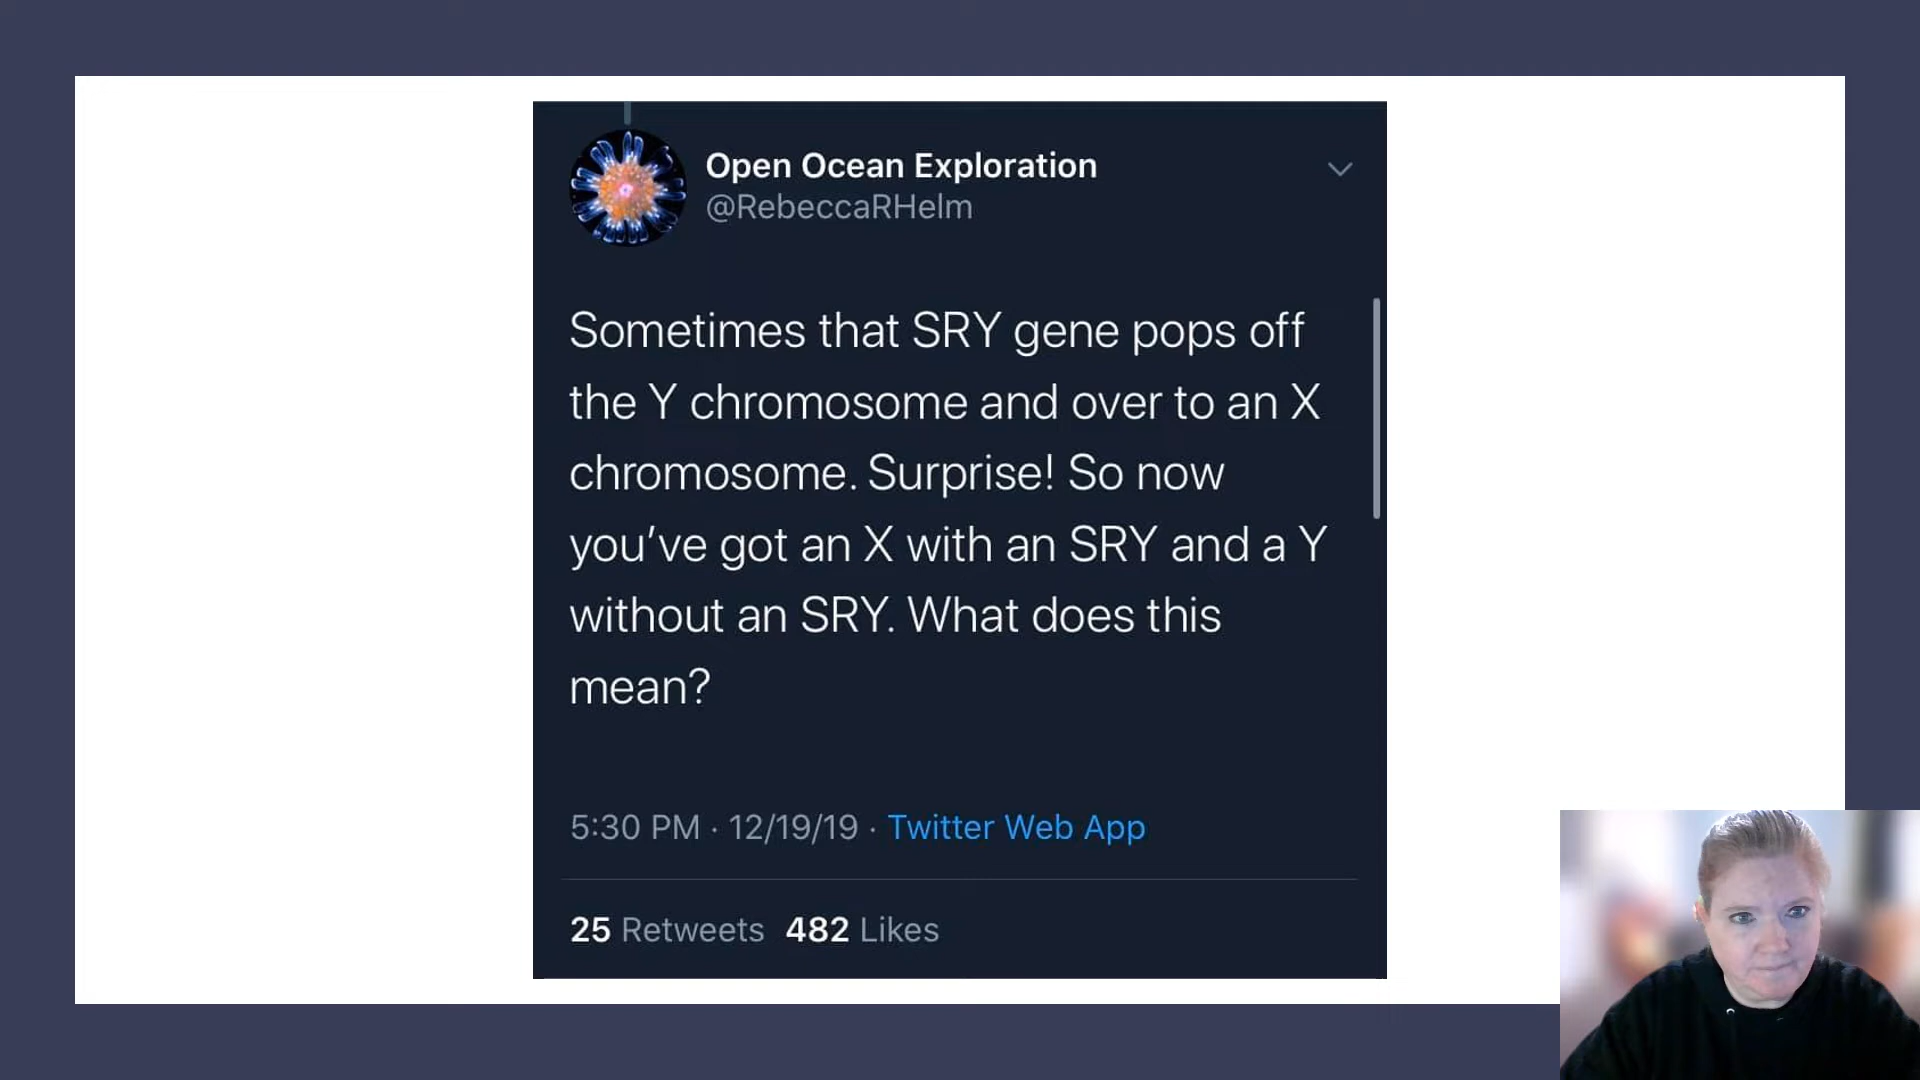 Open Ocean Exploration
@RebeccaRHelm
Sometimes that SRY gene pops off
the Y chromosome and over to an X
chromosome. Surprise! So now
you’ve got an X with an SRY and a Y
without an SRY. What does this
mean?
5:30 PM · 12/19/19 · Twitter Web App
25 Retweets 482 Likes